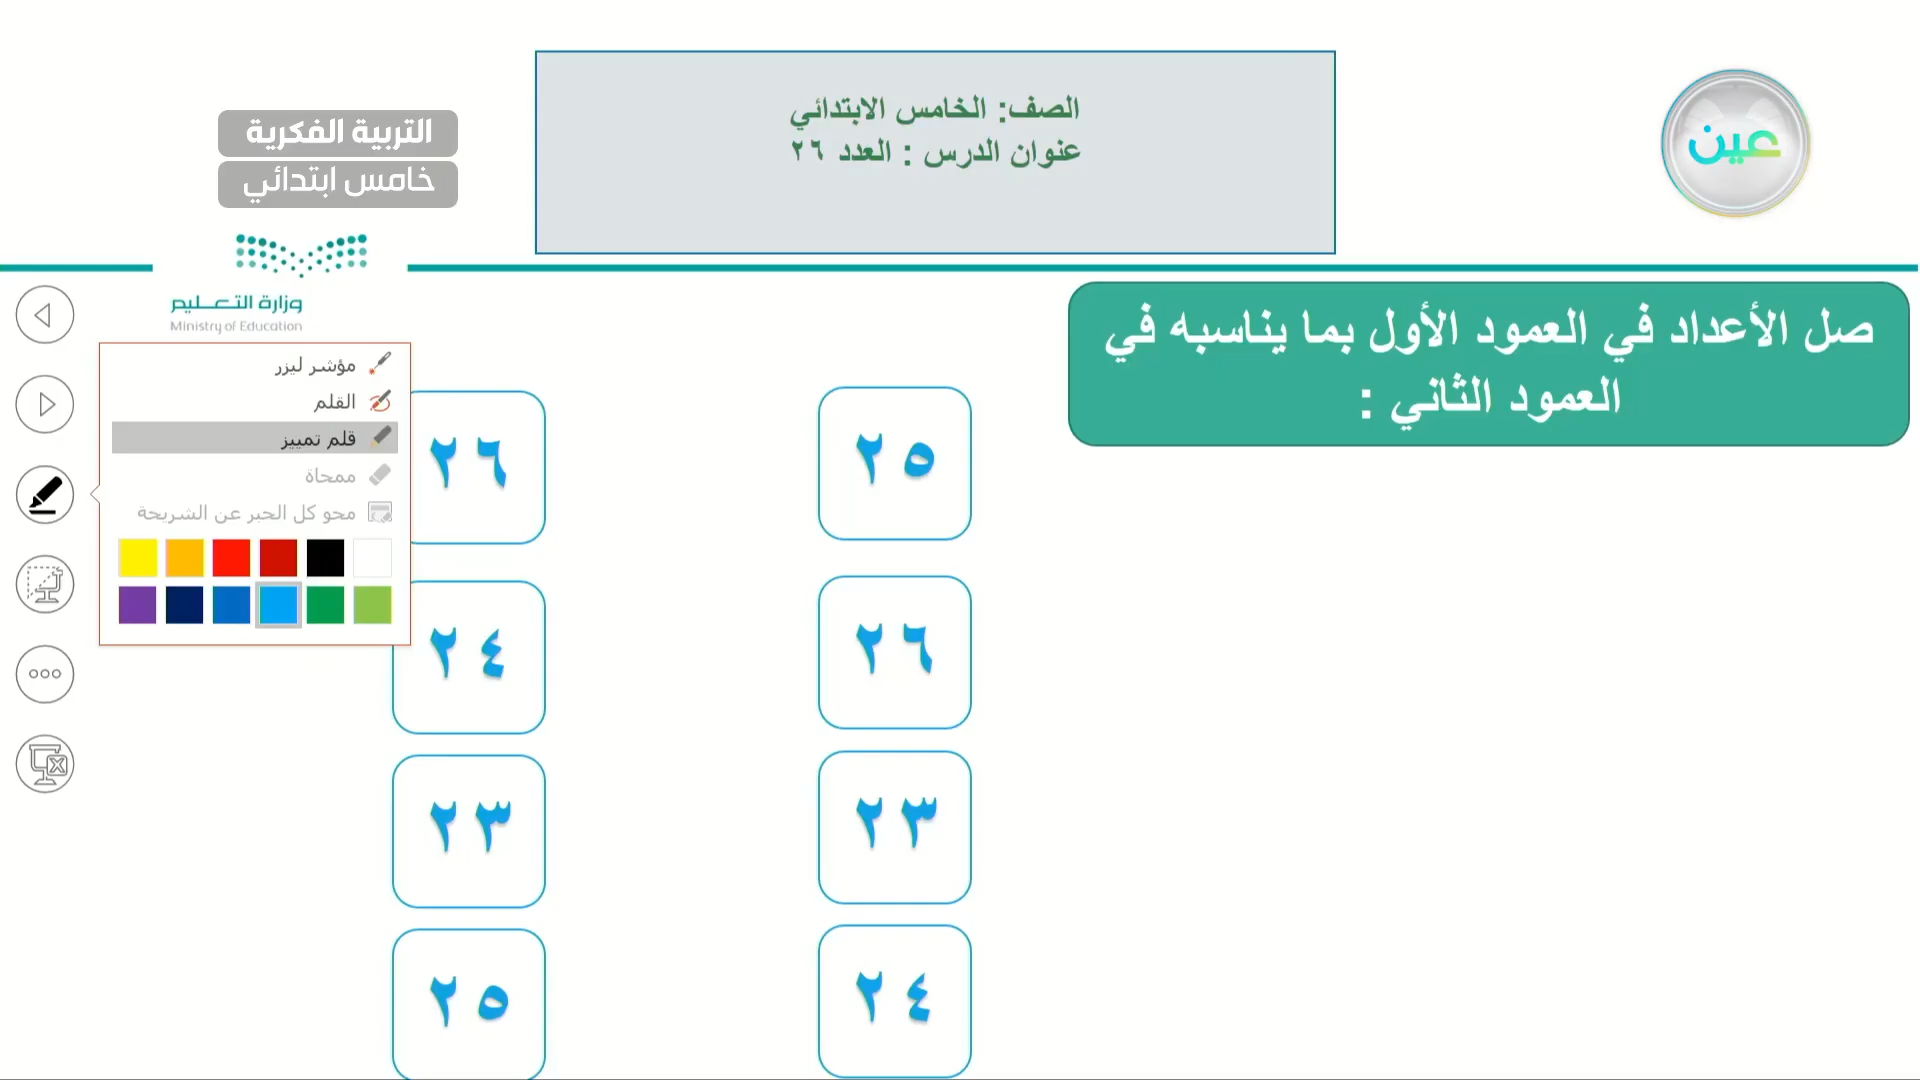 الصف: الخامس الابتدائي
عنوان الدرس : العدد ٢٦
عين
التربية الفكرية
خامس ابتدائي
وزارة التعليم
Ministry of Education
صل الأعداد في العمود الأول بما يناسبه في
العمود الثاني :
مؤشر ليزر
القلم
قلم تمييز
ممحاة
محو كل الحبر عن الشريحة
٢٥
٢٦
٢٣
٢٤
٢٦
٢٤
٢٣
٢٥